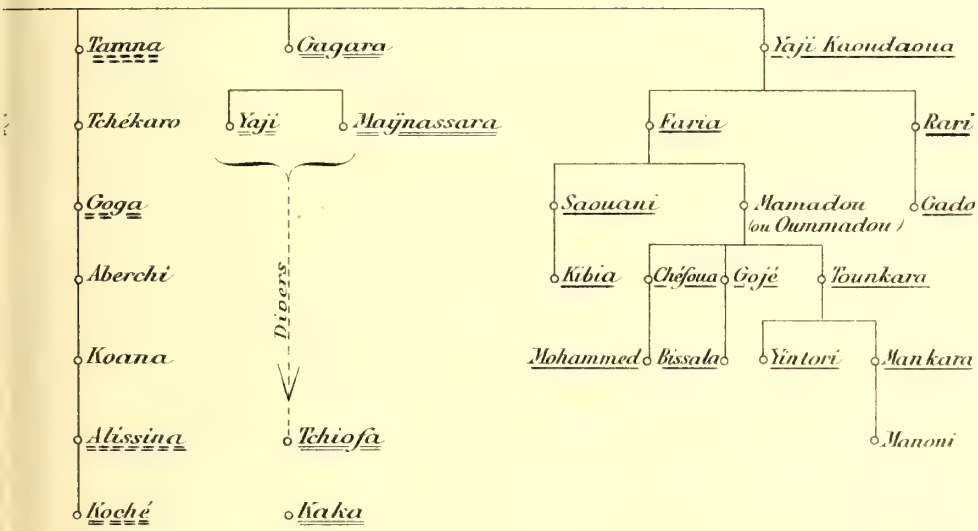 Tamna Gagara Yaji Kaoudaoua
Tchékaro Yaji Maÿnassara Faria Rari
Goga Saouani Mamadou Gado
(ou Oummadou)
Aberchi Kibia Chéfoua Gojé Tounkara
Divers
Koana Mohammed Bissala Yintori Mankara
Alissina Tchiofa Manoni
Koché Kaka